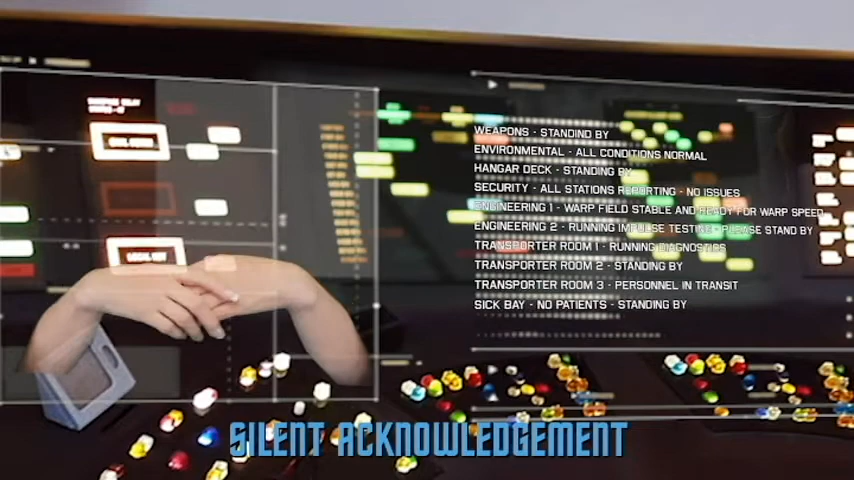 WEAPONS - STANDING BY
ENVIRONMENTAL - ALL CONDITIONS NORMAL
HANGAR DECK - STANDING BY
SECURITY - ALL STATIONS REPORTING - NO ISSUES
ENGINEERING 1 - WARP FIELD STABLE AND READY FOR WARP SPEED
ENGINEERING 2 - RUNNING IMPULSE TESTING - PLEASE STAND BY
TRANSPORTER ROOM 1 - RUNNING DIAGNOSTICS
TRANSPORTER ROOM 2 - STANDING BY
TRANSPORTER ROOM 3 - PERSONNEL IN TRANSIT
SICK BAY - NO PATIENTS - STANDING BY
SILENT ACKNOWLEDGEMENT